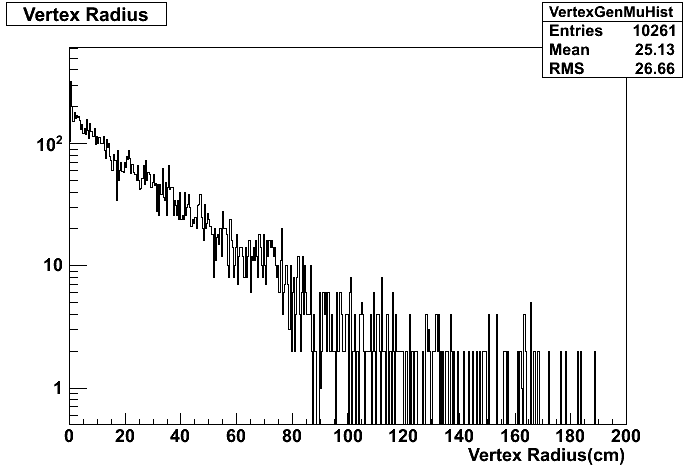 Vertex Radius
VertexGenMuHist
Entries 10261
Mean 25.13
RMS 26.66
10²
10
1
0 20 40 60 80 100 120 140 160 180 200
Vertex Radius(cm)